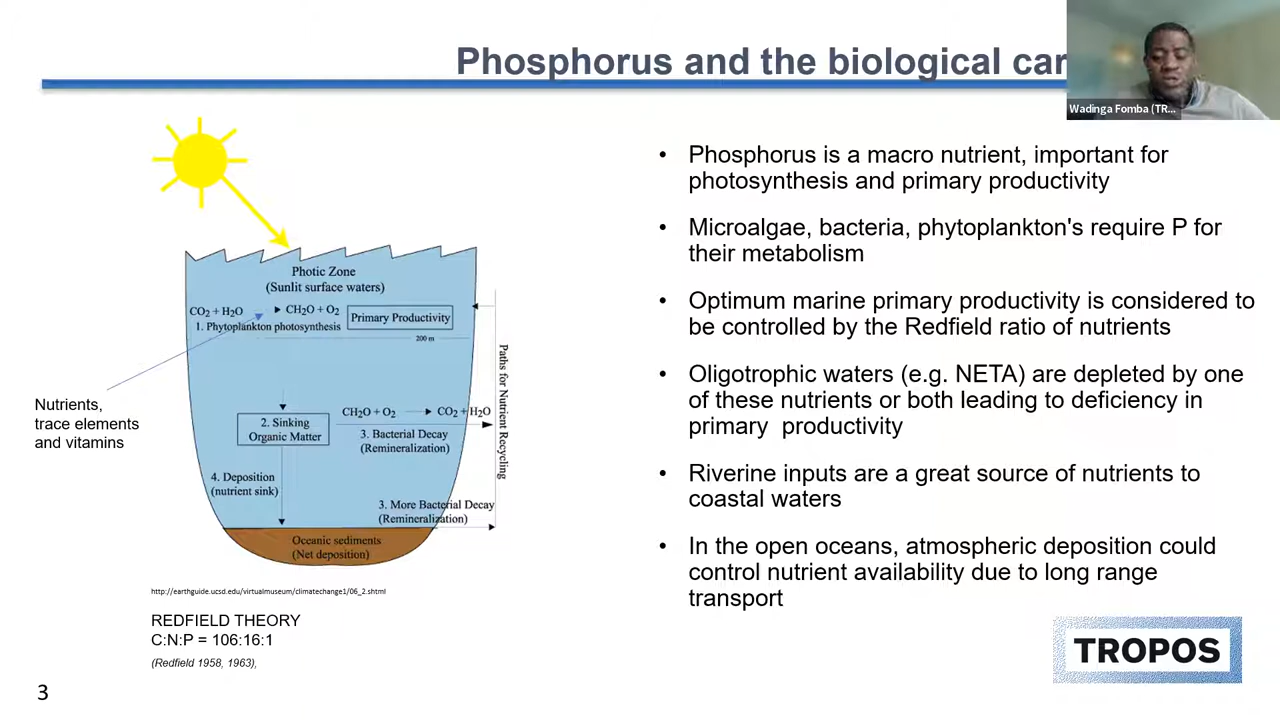 Phosphorus and the biological car
Wadinga Fomba (TR...
Photic Zone
(Sunlit surface waters)
CO2 + H2O
CH2O + O2
1. Phytoplankton photosynthesis
Primary Productivity
200 m
Nutrients,
trace elements
and vitamins
2. Sinking
Organic Matter
CH2O + O2
CO2 + H2O
3. Bacterial Decay
(Remineralization)
Paths for Nutrient Recycling
4. Deposition
(nutrient sink)
3. More Bacterial Decay
(Remineralization)
Oceanic sediments
(Net deposition)
http://earthguide.ucsd.edu/virtualmuseum/climatechange1/06_2.shtml
REDFIELD THEORY
C:N:P = 106:16:1
(Redfield 1958, 1963),
• Phosphorus is a macro nutrient, important for
photosynthesis and primary productivity
• Microalgae, bacteria, phytoplankton's require P for
their metabolism
• Optimum marine primary productivity is considered to
be controlled by the Redfield ratio of nutrients
• Oligotrophic waters (e.g. NETA) are depleted by one
of these nutrients or both leading to deficiency in
primary  productivity
• Riverine inputs are a great source of nutrients to
coastal waters
• In the open oceans, atmospheric deposition could
control nutrient availability due to long range
transport
TROPOS
3